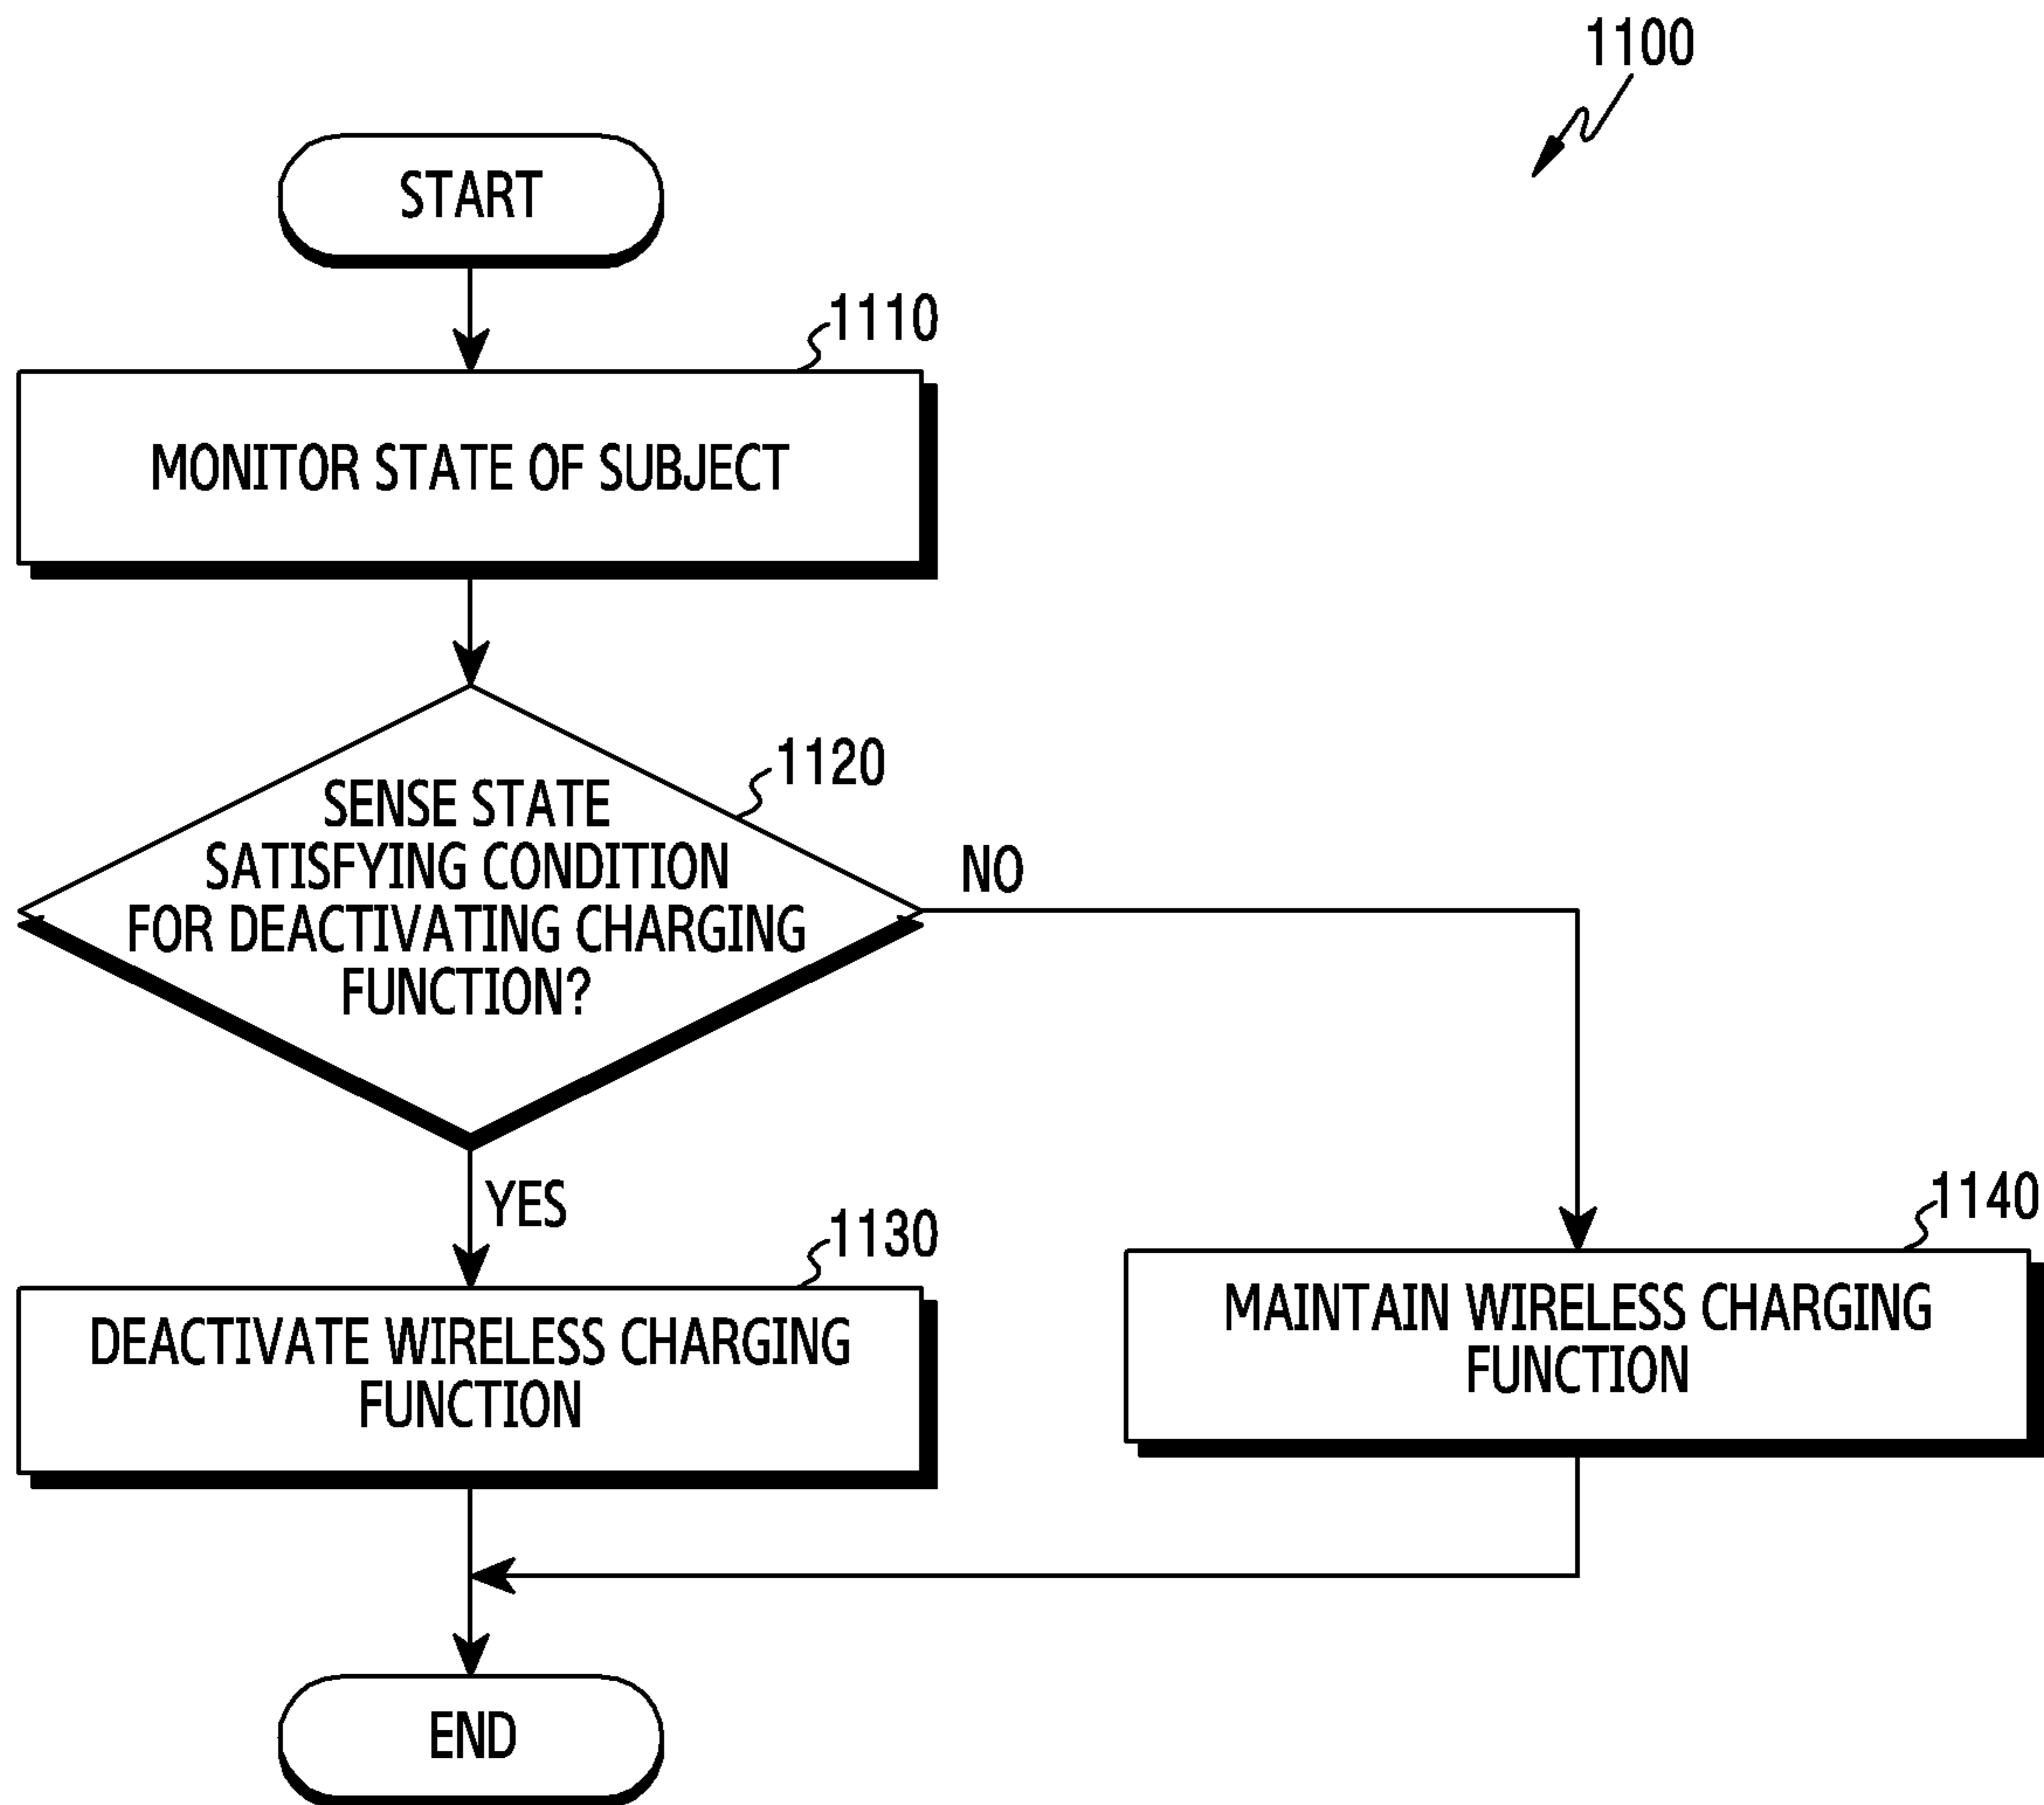 1100
START
1110
MONITOR STATE OF SUBJECT
1120
SENSE STATE
SATISFYING CONDITION
FOR DEACTIVATING CHARGING
FUNCTION?
NO
YES
1130
DEACTIVATE WIRELESS CHARGING
FUNCTION
1140
MAINTAIN WIRELESS CHARGING
FUNCTION
END